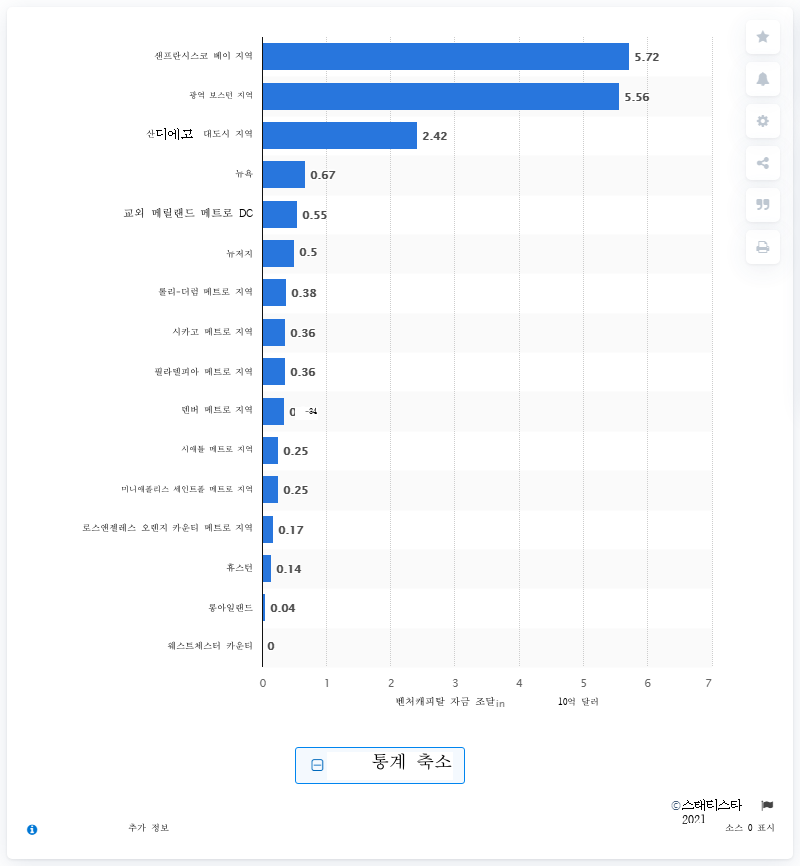 샌프란시스코 베이 지역 5.72
광역 보스턴 지역 5.56
산디에고 대도시 지역 2.42
뉴욕 0.67
교외 메릴랜드 메트로 DC 0.55
뉴저지 0.5
롤리-더럼 메트로 지역 0.38
시카고 메트로 지역 0.36
필라델피아 메트로 지역 0.36
덴버 메트로 지역 0
시애틀 메트로 지역 0.25
미니애폴리스 세인트폴 메트로 지역 0.25
로스앤젤레스 오렌지 카운티 메트로 지역 0.17
휴스턴 0.14
롱아일랜드 0.04
웨스트체스터 카운티 0
0 1 2 3 4 5 6 7
벤처캐피탈 자금 조달in 10억 달러
통계 축소
©스태티스타
2021
추가 정보 소스 0 표시